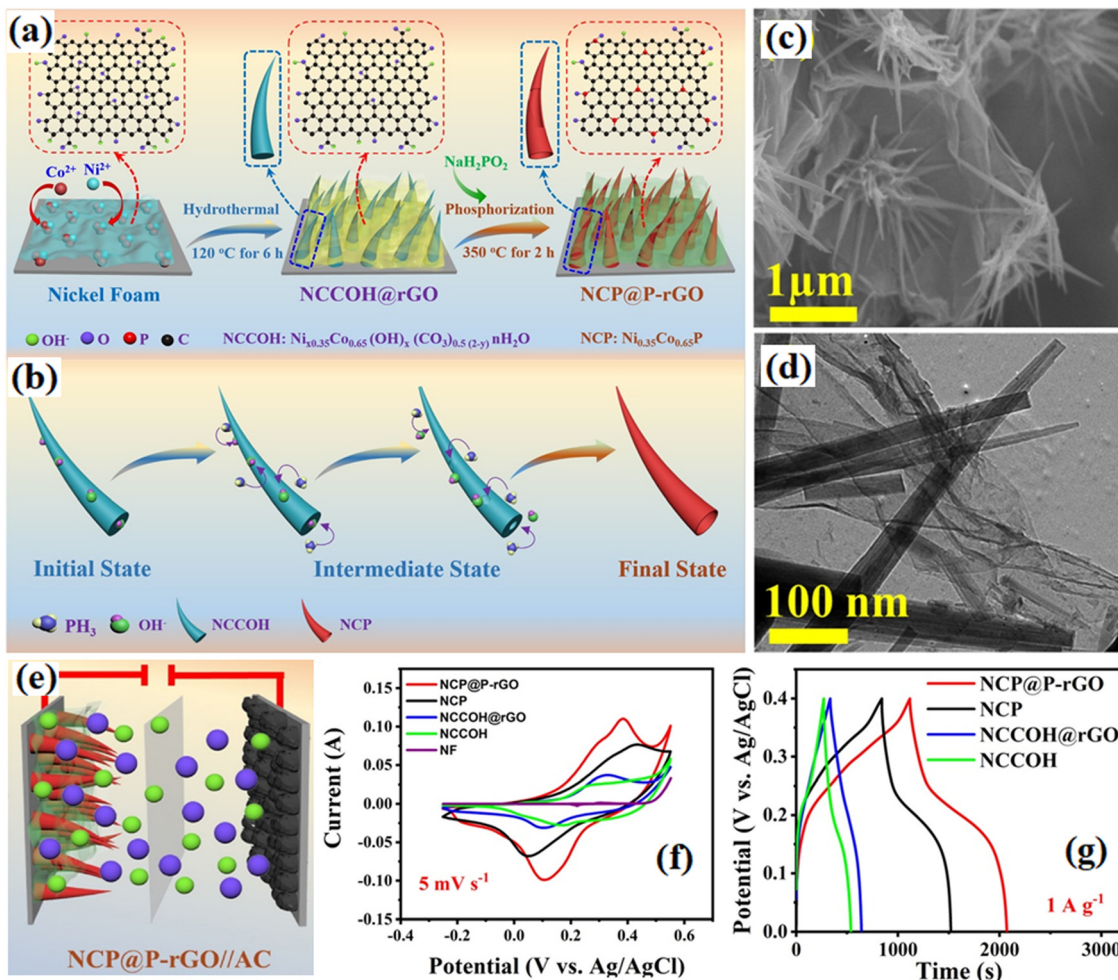 (a)
Co²⁺ Ni²⁺
Nickel Foam
Hydrothermal
120 °C for 6 h
NCCOH@rGO
NaH₂PO₂
Phosphorization
350 °C for 2 h
NCP@P-rGO
OH⁻ O P C
NCCOH: Niₓ₀.₃₅Co₀.₆₅(OH)ₓ(CO₃)₀.₅ ₍₂₋ᵧ₎ nH₂O
NCP: Ni₀.₃₅Co₀.₆₅P
(b)
Initial State
Intermediate State
Final State
PH₃ OH⁻ NCCOH NCP
(c)
1µm
(d)
100 nm
(e)
NCP@P-rGO//AC
(f)
NCP@P-rGO
NCP
NCCOH@rGO
NCCOH
NF
Current (A)
0.15
0.10
0.05
0.00
-0.05
-0.10
-0.15
5 mV s⁻¹
-0.4 -0.2 0.0 0.2 0.4 0.6
Potential (V vs. Ag/AgCl)
(g)
NCP@P-rGO
NCP
NCCOH@rGO
NCCOH
Potential (V vs. Ag/AgCl)
0.4
0.3
0.2
0.1
0.0
1 A g⁻¹
0 1000 2000 3000
Time (s)